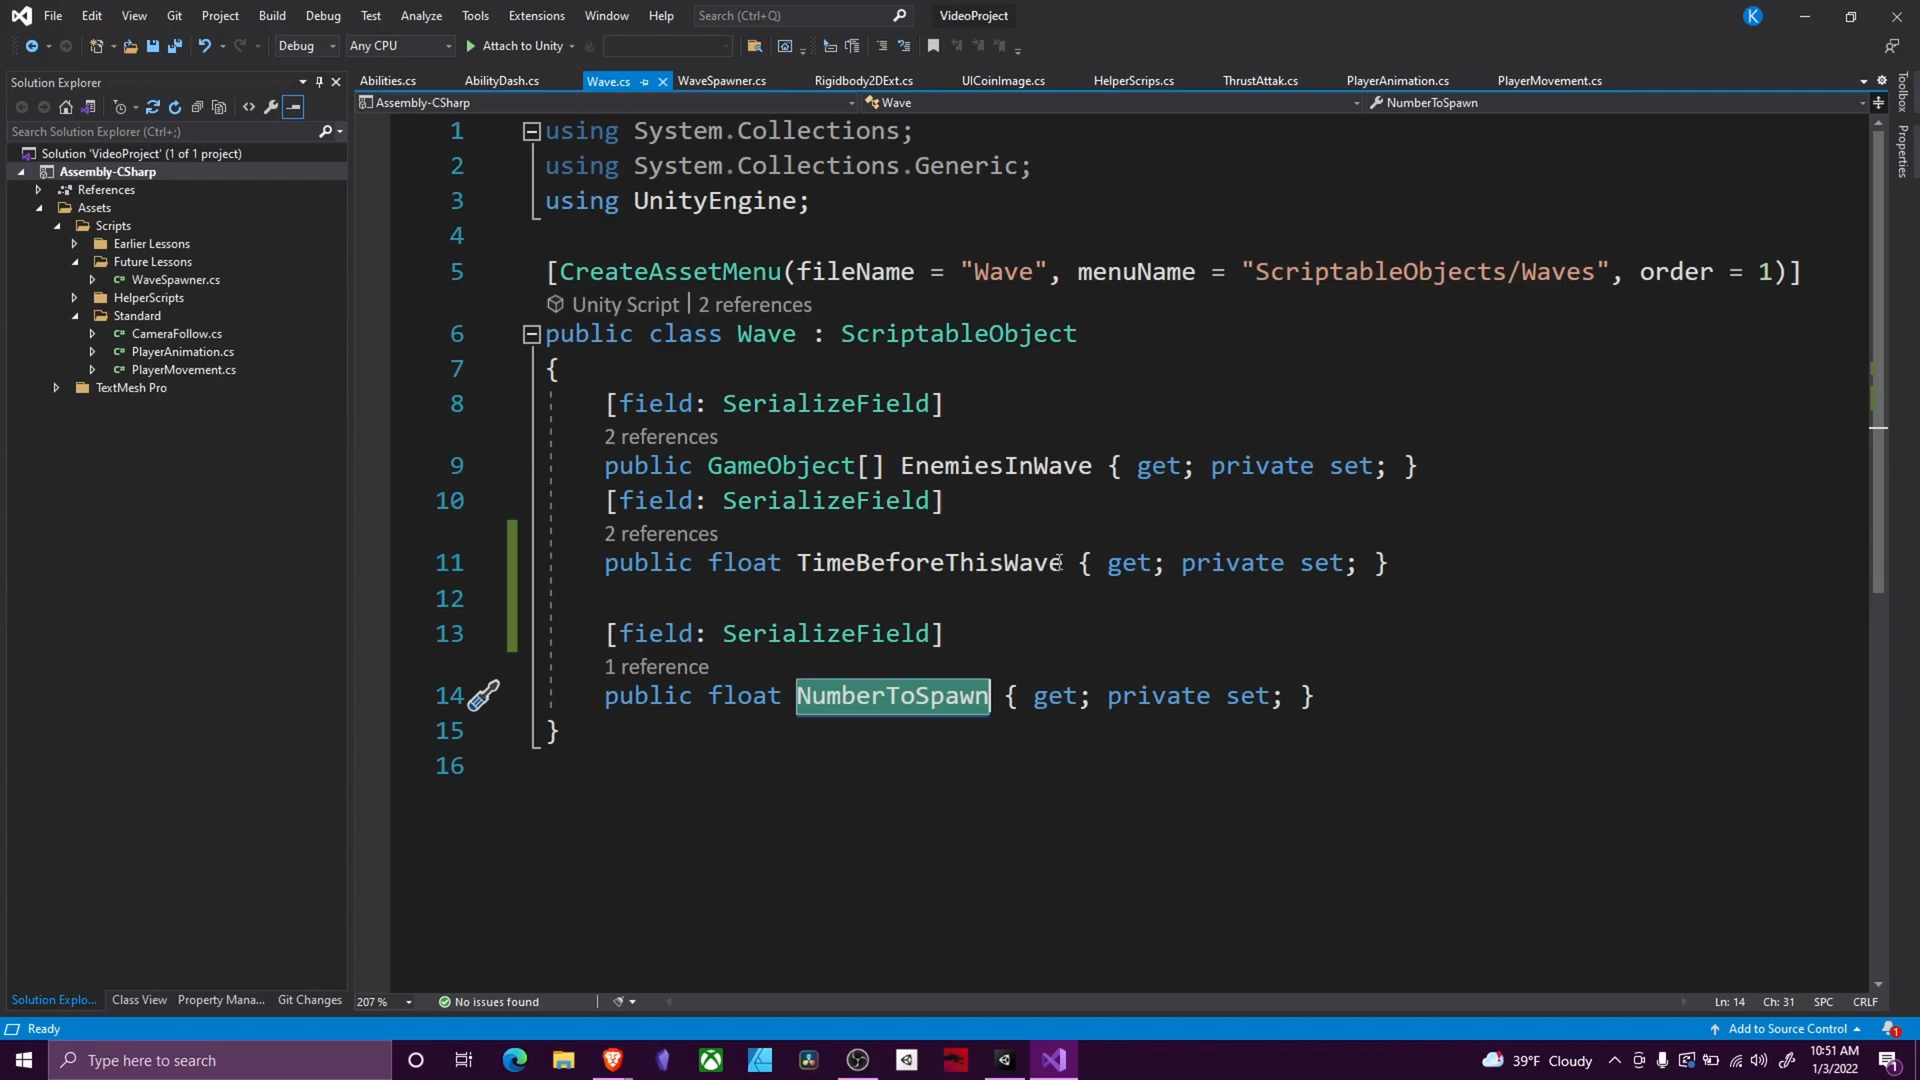 File Edit View Git Project Build Debug Test Analyze Tools Extensions Window Help Search (Ctrl+Q) VideoProject K
Debug Any CPU Attach to Unity
Solution Explorer
Search Solution Explorer (Ctrl+;)
Solution 'VideoProject' (1 of 1 project)
Assembly-CSharp
References
Assets
Scripts
Earlier Lessons
Future Lessons
WaveSpawner.cs
HelperScripts
Standard
CameraFollow.cs
PlayerAnimation.cs
PlayerMovement.cs
TextMesh Pro
Solution Explo... Class View Property Mana... Git Changes
Abilities.cs AbilityDash.cs Wave.cs WaveSpawner.cs Rigidbody2DExt.cs UICoinImage.cs HelperScrips.cs ThrustAttak.cs PlayerAnimation.cs PlayerMovement.cs
Assembly-CSharp Wave NumberToSpawn
1 using System.Collections;
2 using System.Collections.Generic;
3 using UnityEngine;
4
5 [CreateAssetMenu(fileName = "Wave", menuName = "ScriptableObjects/Waves", order = 1)]
Unity Script | 2 references
6 public class Wave : ScriptableObject
7 {
8 [field: SerializeField]
2 references
9 public GameObject[] EnemiesInWave { get; private set; }
10 [field: SerializeField]
2 references
11 public float TimeBeforeThisWave { get; private set; }
12
13 [field: SerializeField]
1 reference
14 public float NumberToSpawn { get; private set; }
15 }
16
Toolbox
Properties
207 % No issues found Ln: 14 Ch: 31 SPC CRLF
Ready Add to Source Control 1
Type here to search 39°F Cloudy 10:51 AM
1/3/2022 1